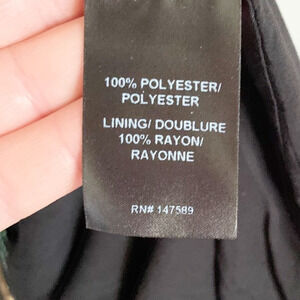 100% POLYESTER/
POLYESTER
LINING/ DOUBLURE
100% RAYON/
RAYONNE
RN# 147589